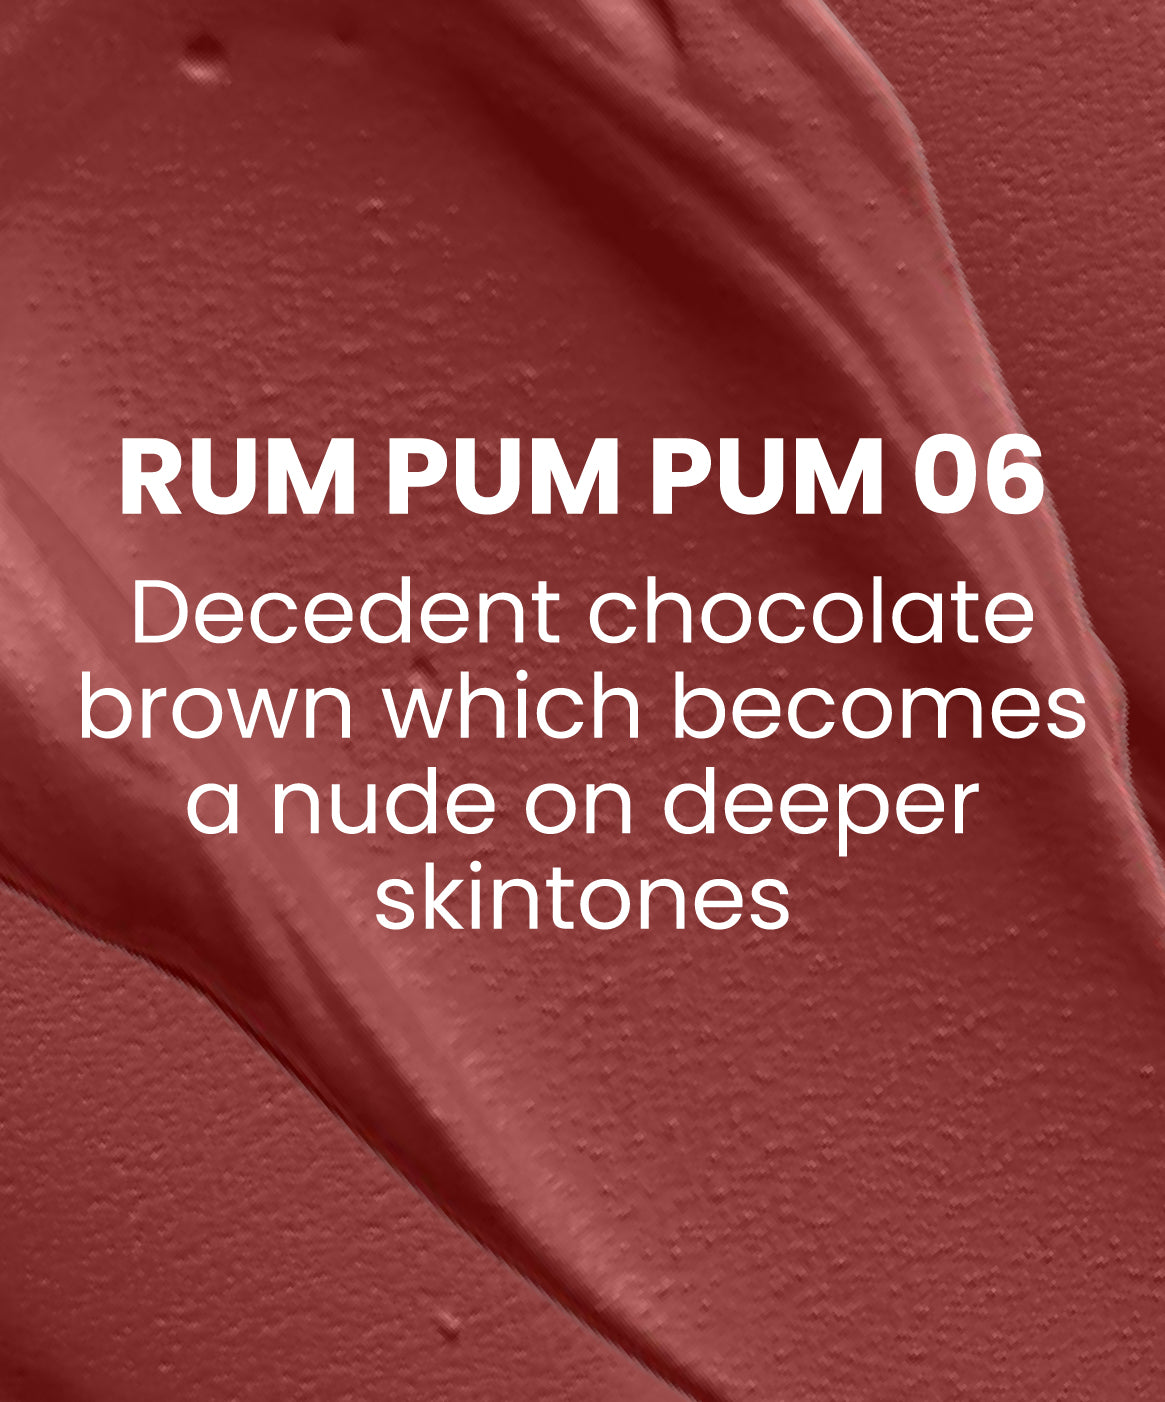 RUM PUM PUM 06
Decedent chocolate
brown which becomes
a nude on deeper
skintones